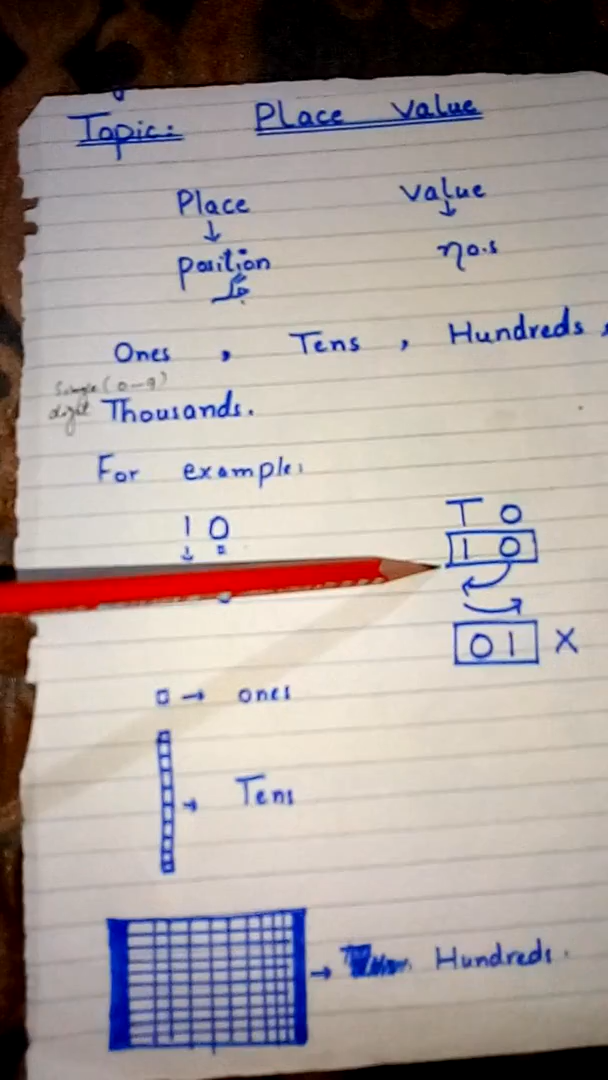 Topic: Place value
Place value
↓ ↓
position no.s
جگہ
Ones , Tens , Hundreds ,
Single (0-9)
digit Thousands.
For example:
T O
1 0 1 0
0 1 X
→ ones
→ Tens
→ Hundreds.